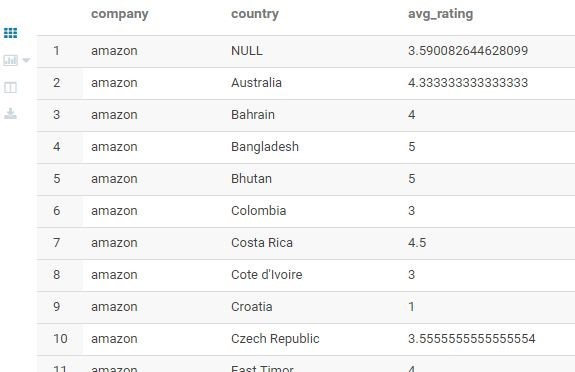 company country avg_rating
1 amazon NULL 3.590082644628099
2 amazon Australia 4.333333333333333
3 amazon Bahrain 4
4 amazon Bangladesh 5
5 amazon Bhutan 5
6 amazon Colombia 3
7 amazon Costa Rica 4.5
8 amazon Cote d'Ivoire 3
9 amazon Croatia 1
10 amazon Czech Republic 3.5555555555555554
11 amazon East Timor 4